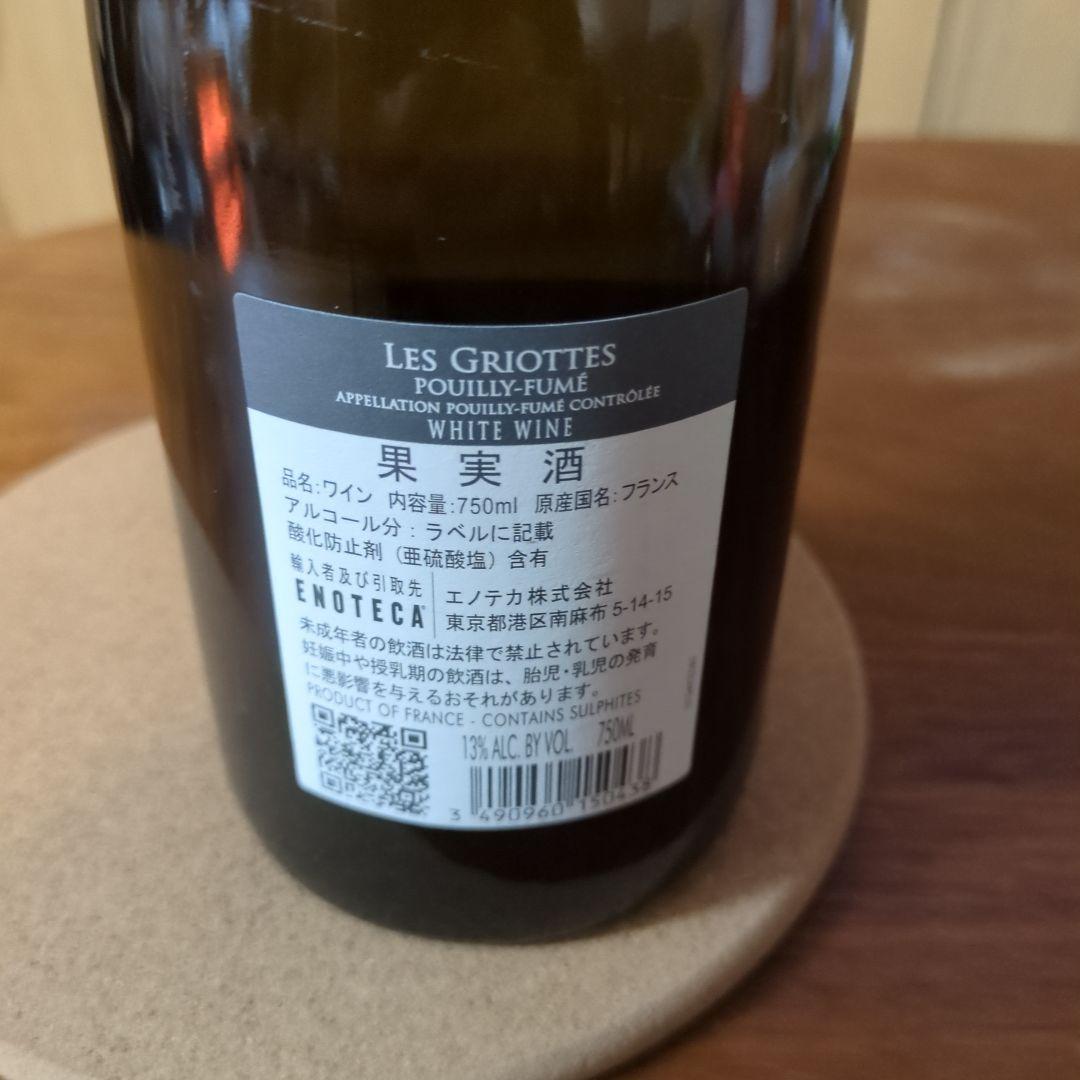 LES GRIOTTES
POUILLY-FUMÉ
APPELLATION POUILLY-FUMÉ CONTRÔLÉE
WHITE WINE
果実酒
品名:ワイン 内容量:750ml 原産国名:フランス
アルコール分:ラベルに記載
酸化防止剤(亜硫酸塩)含有
輸入者及び引取先
ENOTECA
エノテカ株式会社
東京都港区南麻布 5-14-15
未成年者の飲酒は法律で禁止されています。
妊娠中や授乳期の飲酒は、胎児・乳児の発育
に悪影響を与えるおそれがあります。
PRODUCT OF FRANCE - CONTAINS SULPHITES
13% ALC. BY VOL. 750ML
3 490960 150438